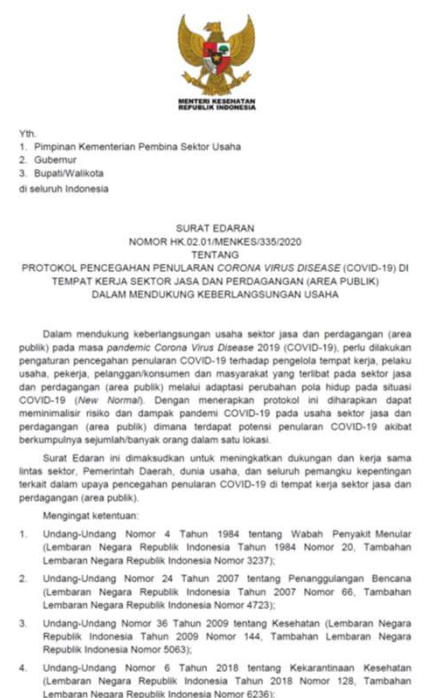 MENTERI KESEHATAN
REPUBLIK INDONESIA
Yth.
1. Pimpinan Kementerian Pembina Sektor Usaha
2. Gubernur
3. Bupati/Walikota
di seluruh Indonesia
SURAT EDARAN
NOMOR HK.02.01/MENKES/335/2020
TENTANG
PROTOKOL PENCEGAHAN PENULARAN CORONA VIRUS DISEASE (COVID-19) DI
TEMPAT KERJA SEKTOR JASA DAN PERDAGANGAN (AREA PUBLIK)
DALAM MENDUKUNG KEBERLANGSUNGAN USAHA
Dalam mendukung keberlangsungan usaha sektor jasa dan perdagangan (area
publik) pada masa pandemic Corona Virus Disease 2019 (COVID-19), perlu dilakukan
pengaturan pencegahan penularan COVID-19 terhadap pengelola tempat kerja, pelaku
usaha, pekerja, pelanggan/konsumen dan masyarakat yang terlibat pada sektor jasa
dan perdagangan (area publik) melalui adaptasi perubahan pola hidup pada situasi
COVID-19 (New Normal). Dengan menerapkan protokol ini diharapkan dapat
meminimalisir risiko dan dampak pandemi COVID-19 pada usaha sektor jasa dan
perdagangan (area publik) dimana terdapat potensi penularan COVID-19 akibat
berkumpulnya sejumlah/banyak orang dalam satu lokasi.
Surat Edaran ini dimaksudkan untuk meningkatkan dukungan dan kerja sama
lintas sektor, Pemerintah Daerah, dunia usaha, dan seluruh pemangku kepentingan
terkait dalam upaya pencegahan penularan COVID-19 di tempat kerja sektor jasa dan
perdagangan (area publik).
Mengingat ketentuan:
1. Undang-Undang Nomor 4 Tahun 1984 tentang Wabah Penyakit Menular
(Lembaran Negara Republik Indonesia Tahun 1984 Nomor 20, Tambahan
Lembaran Negara Republik Indonesia Nomor 3237);
2. Undang-Undang Nomor 24 Tahun 2007 tentang Penanggulangan Bencana
(Lembaran Negara Republik Indonesia Tahun 2007 Nomor 66, Tambahan
Lembaran Negara Republik Indonesia Nomor 4723);
3. Undang-Undang Nomor 36 Tahun 2009 tentang Kesehatan (Lembaran Negara
Republik Indonesia Tahun 2009 Nomor 144, Tambahan Lembaran Negara
Republik Indonesia Nomor 5063);
4. Undang-Undang Nomor 6 Tahun 2018 tentang Kekarantinaan Kesehatan
(Lembaran Negara Republik Indonesia Tahun 2018 Nomor 128, Tambahan
Lembaran Negara Republik Indonesia Nomor 6236);